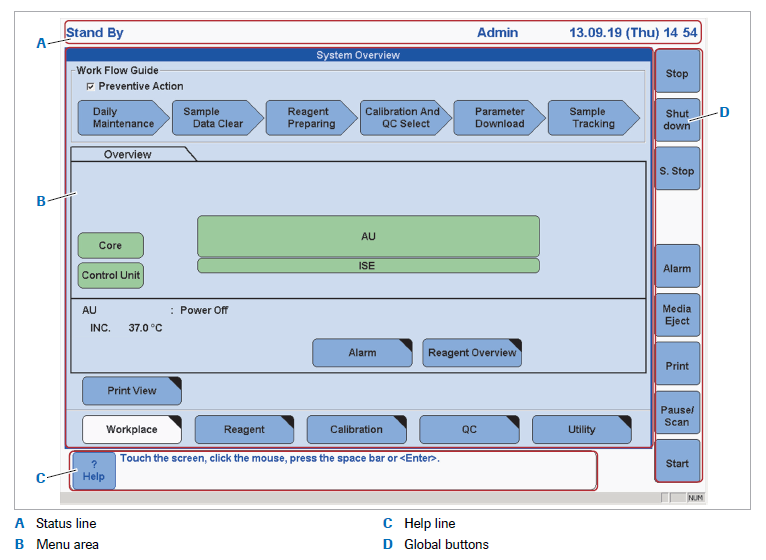 Stand By Admin 13.09.19 (Thu) 14 54
A
System Overview
Work Flow Guide
Preventive Action
Daily Maintenance
Sample Data Clear
Reagent Preparing
Calibration And QC Select
Parameter Download
Sample Tracking
Overview
B
Core
Control Unit
AU
ISE
AU : Power Off
INC. 37.0 °C
Alarm
Reagent Overview
Print View
Workplace
Reagent
Calibration
QC
Utility
Stop
Shut down
D
S. Stop
Alarm
Media Eject
Print
Pause/ Scan
Start
C
? Help
Touch the screen, click the mouse, press the space bar or <Enter>.
NUM
A Status line
B Menu area
C Help line
D Global buttons